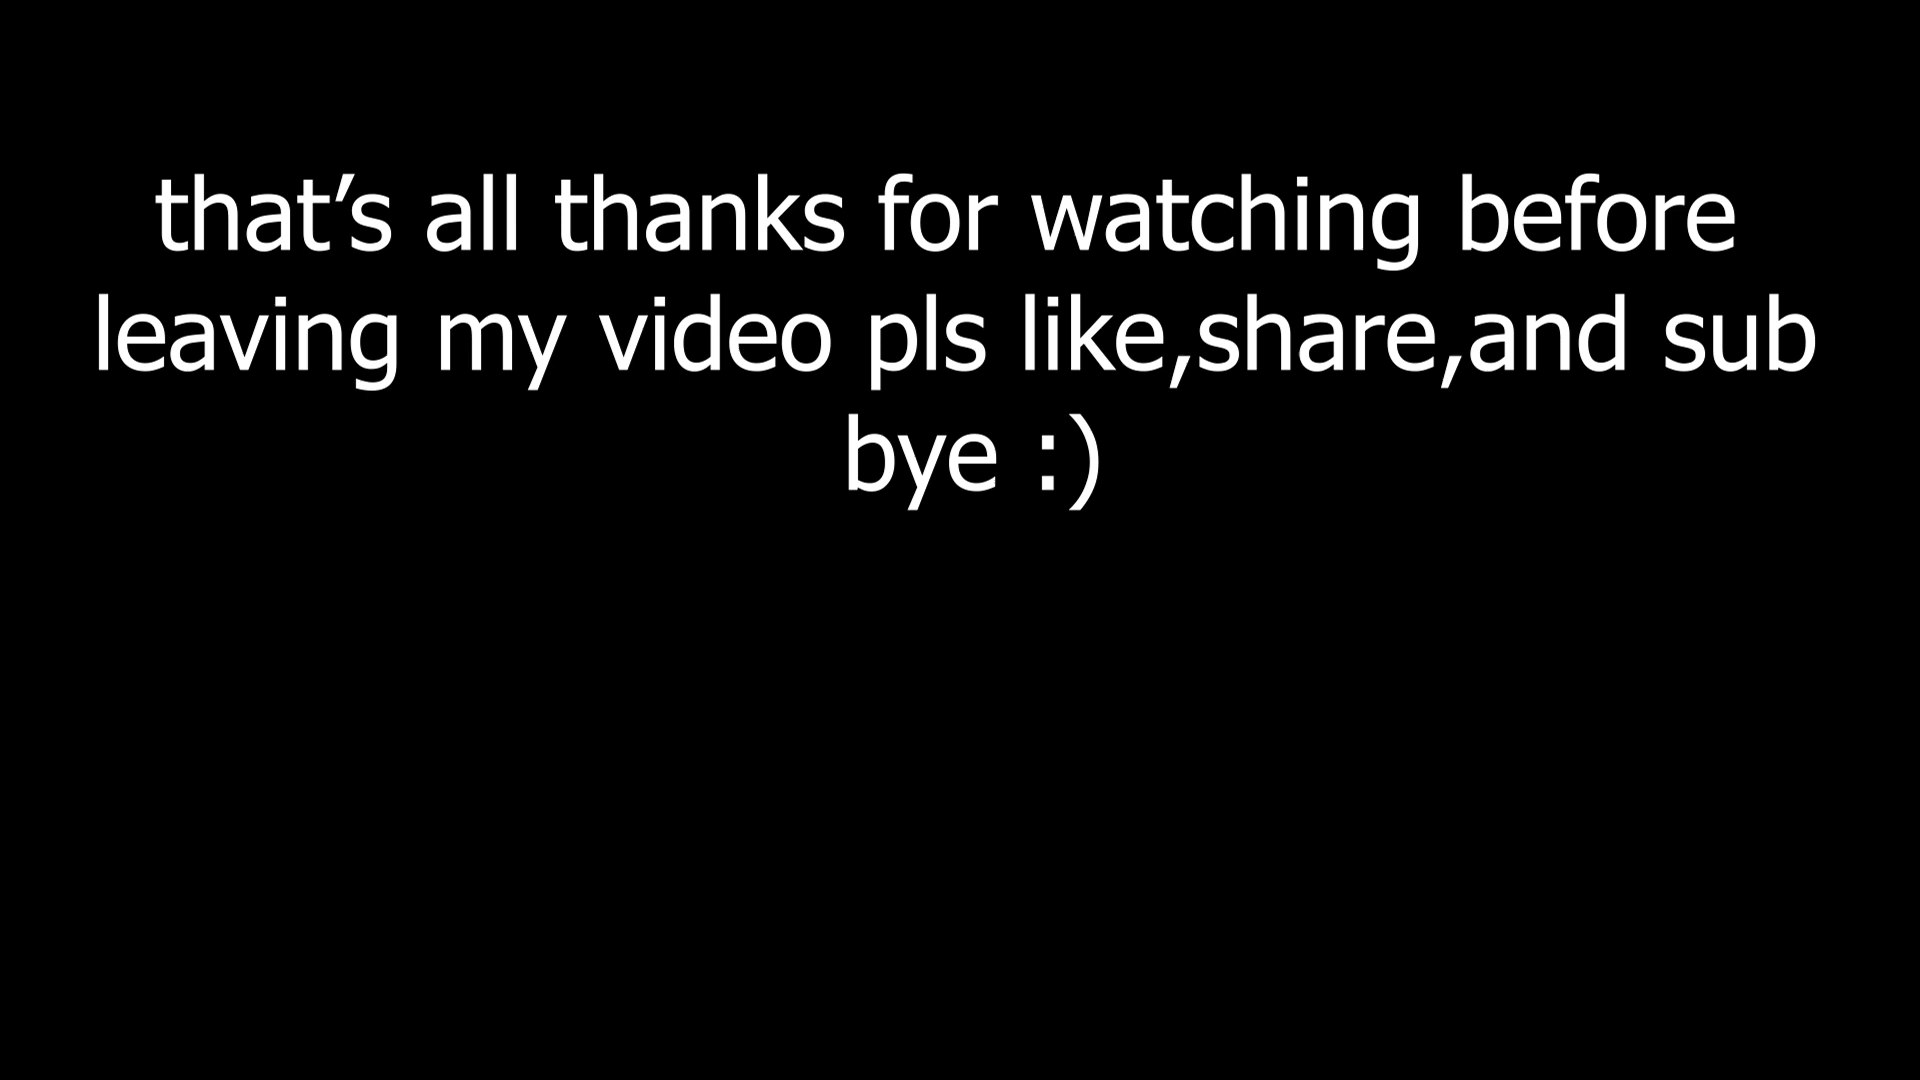 that’s all thanks for watching before
leaving my video pls like,share,and sub
bye :)